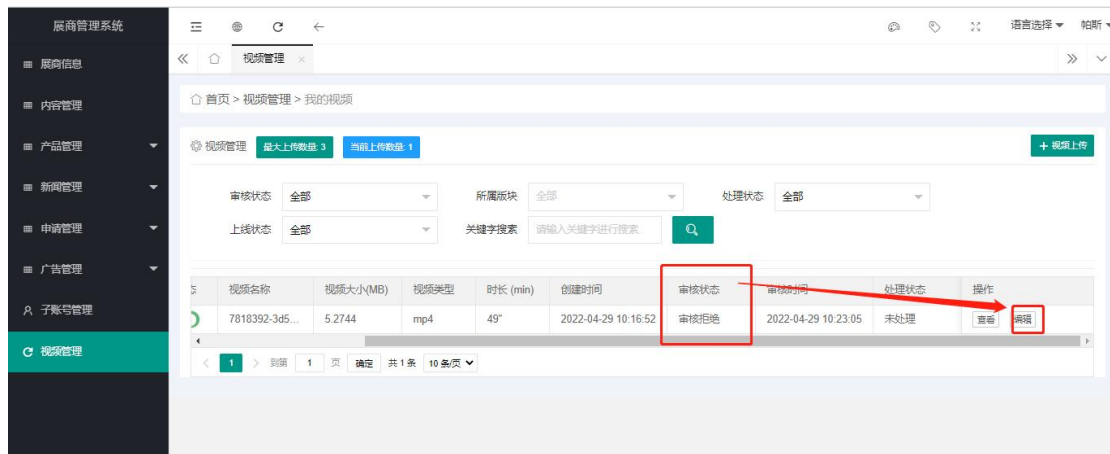 展商管理系统
语言选择 帕斯
展商信息
视频管理
内容管理
首页 > 视频管理 > 我的视频
产品管理
视频管理 最大上传数量: 3 当前上传数量: 1 + 视频上传
新闻管理
审核状态 全部 所属版块 全部 处理状态 全部
申请管理
上线状态 全部 关键字搜素 请输入关键字进行搜素
广告管理
视频名称 视频大小(MB) 视频类型 时长 (min) 创建时间 审核状态 审核时间 处理状态 操作
子账号管理
7818392-3d5... 5.2744 mp4 49" 2022-04-29 10:16:52 审核拒绝 2022-04-29 10:23:05 未处理 查看 编辑
视频管理
1 到第 1 页 确定 共 1 条 10 条/页